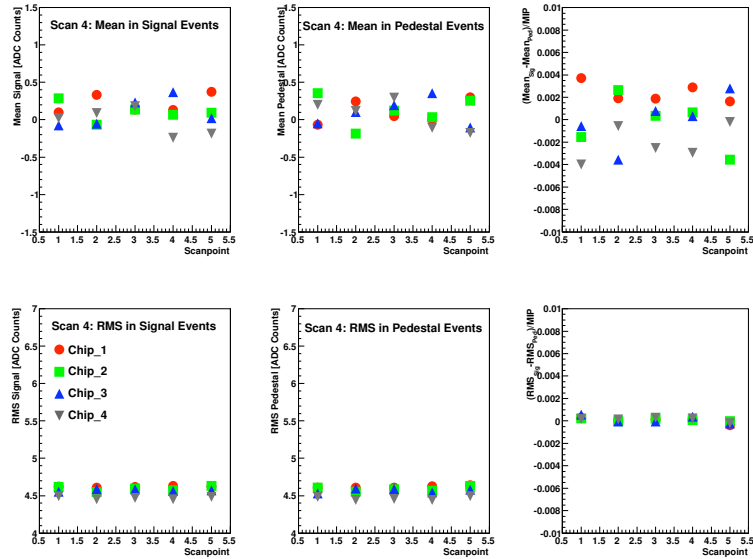 Scan 4: Mean in Signal Events
Mean Signal [ADC Counts]
1.5
1
0.5
0
-0.5
-1
-1.5
0.5 1 1.5 2 2.5 3 3.5 4 4.5 5 5.5
Scanpoint
Scan 4: Mean in Pedestal Events
Mean Pedestal [ADC Counts]
1.5
1
0.5
0
-0.5
-1
-1.5
0.5 1 1.5 2 2.5 3 3.5 4 4.5 5 5.5
Scanpoint
(Mean_Sig-Mean_Ped)/MIP
0.01
0.008
0.006
0.004
0.002
0
-0.002
-0.004
-0.006
-0.008
-0.01
0.5 1 1.5 2 2.5 3 3.5 4 4.5 5 5.5
Scanpoint
Scan 4: RMS in Signal Events
RMS Signal [ADC Counts]
7
6.5
6
5.5
5
4.5
4
Chip_1
Chip_2
Chip_3
Chip_4
0.5 1 1.5 2 2.5 3 3.5 4 4.5 5 5.5
Scanpoint
Scan 4: RMS in Pedestal Events
RMS Pedestal [ADC Counts]
7
6.5
6
5.5
5
4.5
4
0.5 1 1.5 2 2.5 3 3.5 4 4.5 5 5.5
Scanpoint
(RMS_Sig-RMS_Ped)/MIP
0.01
0.008
0.006
0.004
0.002
0
-0.002
-0.004
-0.006
-0.008
-0.01
0.5 1 1.5 2 2.5 3 3.5 4 4.5 5 5.5
Scanpoint